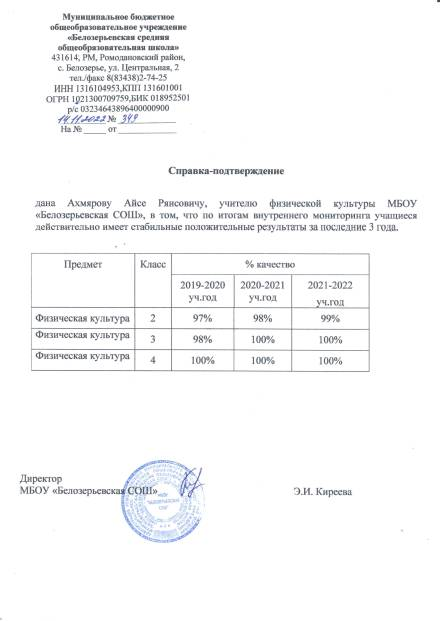 Муниципальное бюджетное
общеобразовательное учреждение
«Белозерьевская средняя
общеобразовательная школа»
431614, РМ, Ромодановский район,
с. Белозерье, ул. Центральная, 2
тел./факс 8(83438)2-74-25
ИНН 1316104953,КПП 131601001
ОГРН 1021300709759,БИК 018952501
р/с 03234643896400000900
14.11.2022 № 349
На № ______ от ____________
Справка-подтверждение
дана Ахмярову Айсе Рянсовичу, учителю физической культуры МБОУ
«Белозерьевская СОШ», в том, что по итогам внутреннего мониторинга учащиеся
действительно имеет стабильные положительные результаты за последние 3 года.
Предмет Класс % качество
2019-2020 2020-2021 2021-2022
уч.год уч.год уч.год
Физическая культура 2 97% 98% 99%
Физическая культура 3 98% 100% 100%
Физическая культура 4 100% 100% 100%
Директор
МБОУ «Белозерьевская СОШ» Э.И. Киреева